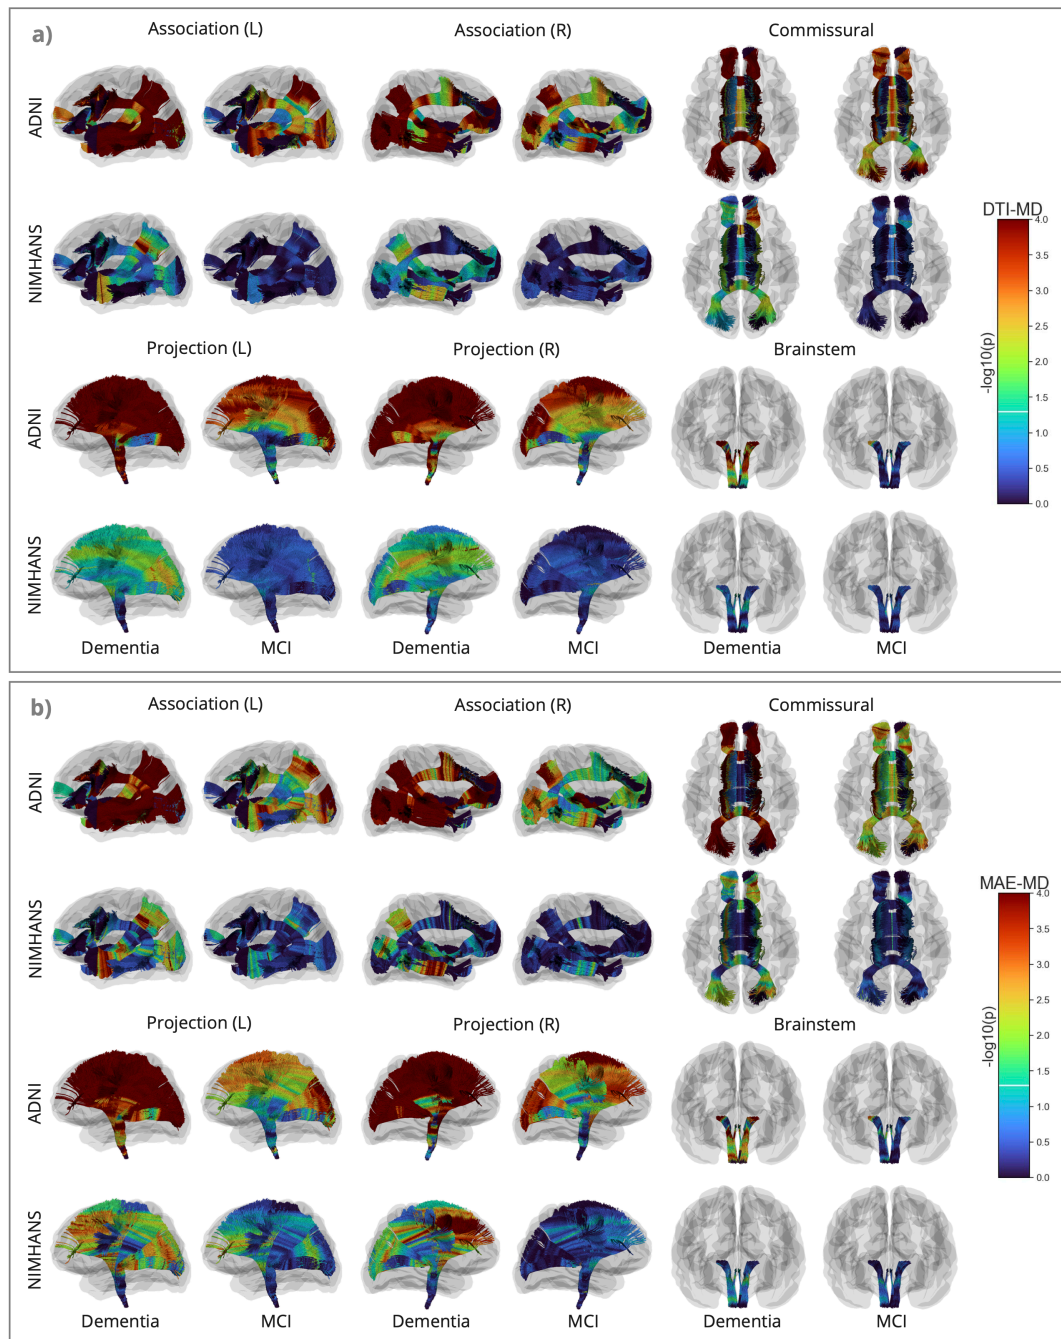 a)
Association (L) Association (R) Commissural
ADNI
NIMHANS
DTI-MD
4.0
3.5
3.0
2.5
2.0
1.5
1.0
0.5
0.0
-log10(p)
Projection (L) Projection (R) Brainstem
ADNI
NIMHANS
Dementia MCI Dementia MCI Dementia MCI
b)
Association (L) Association (R) Commissural
ADNI
NIMHANS
MAE-MD
4.0
3.5
3.0
2.5
2.0
1.5
1.0
0.5
0.0
-log10(p)
Projection (L) Projection (R) Brainstem
ADNI
NIMHANS
Dementia MCI Dementia MCI Dementia MCI